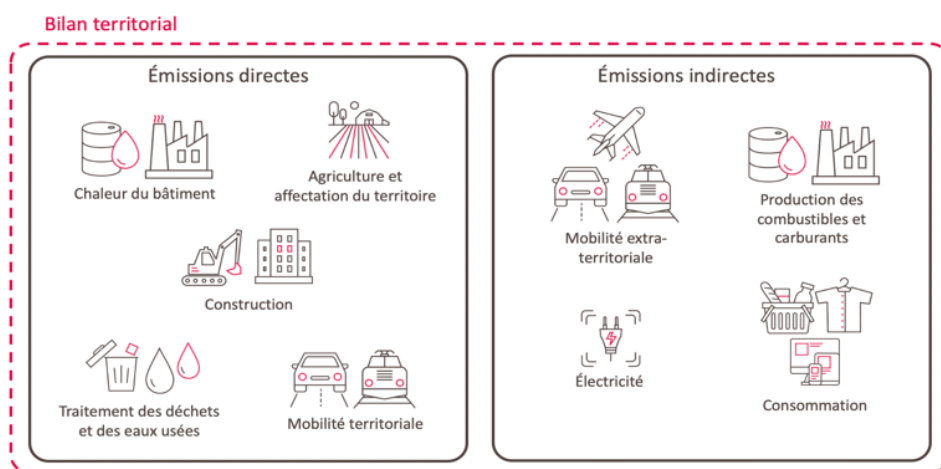 Bilan territorial
Émissions directes
Chaleur du bâtiment
Agriculture et
affectation du territoire
Construction
Traitement des déchets
et des eaux usées
Mobilité territoriale
Émissions indirectes
Mobilité extra-
territoriale
Production des
combustibles et
carburants
Électricité
Consommation